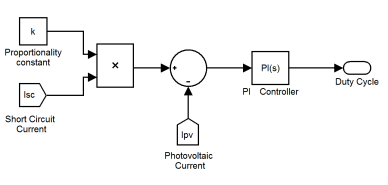 k
Proportionality
constant
Isc
Short Circuit
Current
×
+
-
Ipv
Photovoltaic
Current
PI(s)
PI Controller
Duty Cycle